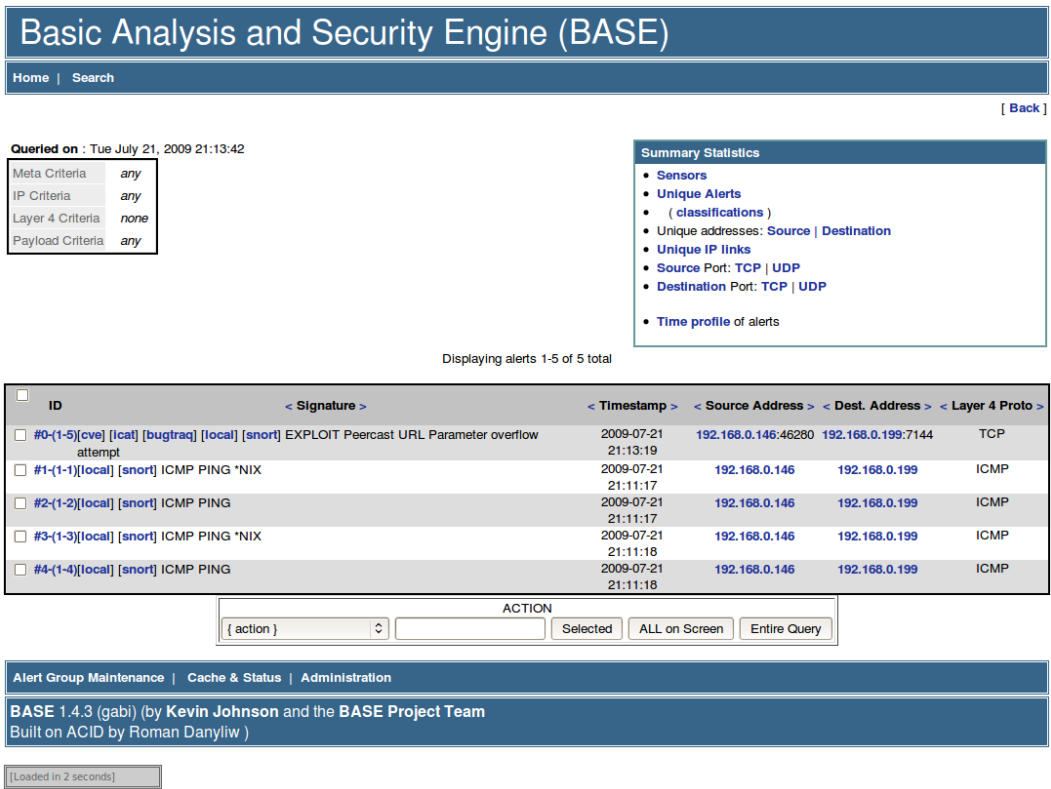 Basic Analysis and Security Engine (BASE)
Home | Search
[ Back ]
Queried on : Tue July 21, 2009 21:13:42
Meta Criteria any
IP Criteria any
Layer 4 Criteria none
Payload Criteria any
Summary Statistics
• Sensors
• Unique Alerts
• ( classifications )
• Unique addresses: Source | Destination
• Unique IP links
• Source Port: TCP | UDP
• Destination Port: TCP | UDP
• Time profile of alerts
Displaying alerts 1-5 of 5 total
ID < Signature > < Timestamp > < Source Address > < Dest. Address > < Layer 4 Proto >
#0-(1-5)[cve] [icat] [bugtraq] [local] [snort] EXPLOIT Peercast URL Parameter overflow 2009-07-21 192.168.0.146:46280 192.168.0.199:7144 TCP
attempt 21:13:19
#1-(1-1)[local] [snort] ICMP PING *NIX 2009-07-21 192.168.0.146 192.168.0.199 ICMP
21:11:17
#2-(1-2)[local] [snort] ICMP PING 2009-07-21 192.168.0.146 192.168.0.199 ICMP
21:11:17
#3-(1-3)[local] [snort] ICMP PING *NIX 2009-07-21 192.168.0.146 192.168.0.199 ICMP
21:11:18
#4-(1-4)[local] [snort] ICMP PING 2009-07-21 192.168.0.146 192.168.0.199 ICMP
21:11:18
ACTION
{ action } Selected ALL on Screen Entire Query
Alert Group Maintenance | Cache & Status | Administration
BASE 1.4.3 (gabi) (by Kevin Johnson and the BASE Project Team
Built on ACID by Roman Danyliw )
[Loaded in 2 seconds]